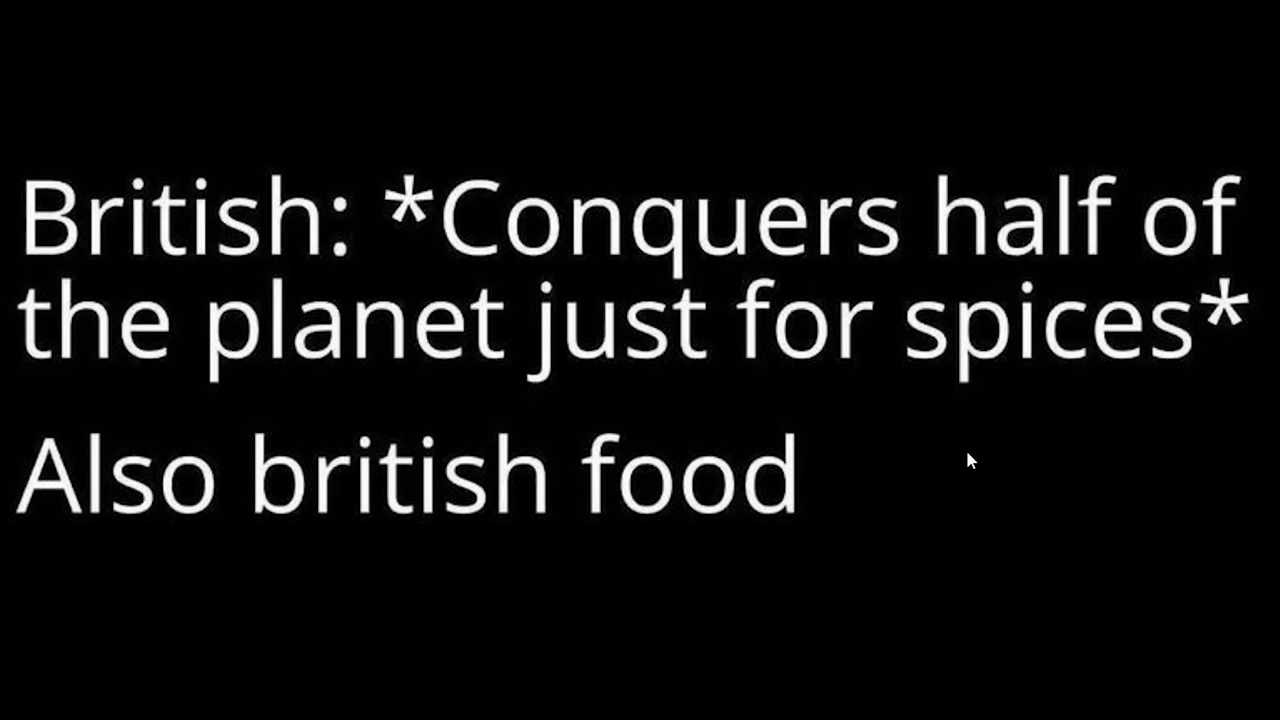 British: *Conquers half of
the planet just for spices*
Also british food